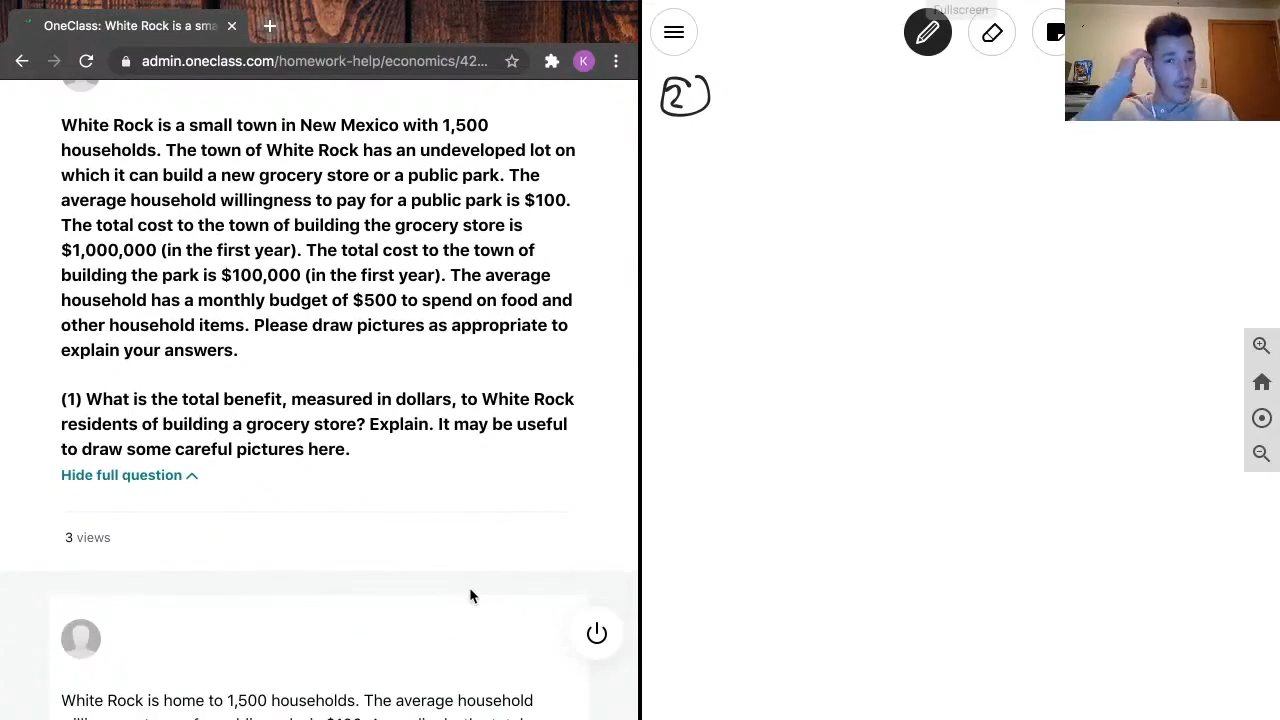 OneClass: White Rock is a sma
admin.oneclass.com/homework-help/economics/42...
K
Fullscreen
2
White Rock is a small town in New Mexico with 1,500
households. The town of White Rock has an undeveloped lot on
which it can build a new grocery store or a public park. The
average household willingness to pay for a public park is $100.
The total cost to the town of building the grocery store is
$1,000,000 (in the first year). The total cost to the town of
building the park is $100,000 (in the first year). The average
household has a monthly budget of $500 to spend on food and
other household items. Please draw pictures as appropriate to
explain your answers.
(1) What is the total benefit, measured in dollars, to White Rock
residents of building a grocery store? Explain. It may be useful
to draw some careful pictures here.
Hide full question
3 views
White Rock is home to 1,500 households. The average household